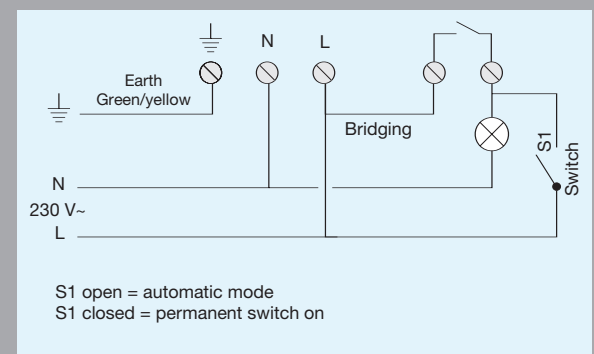 N L
Earth
Green/yellow
Bridging
S1
Switch
N
230 V~
L
S1 open = automatic mode
S1 closed = permanent switch on